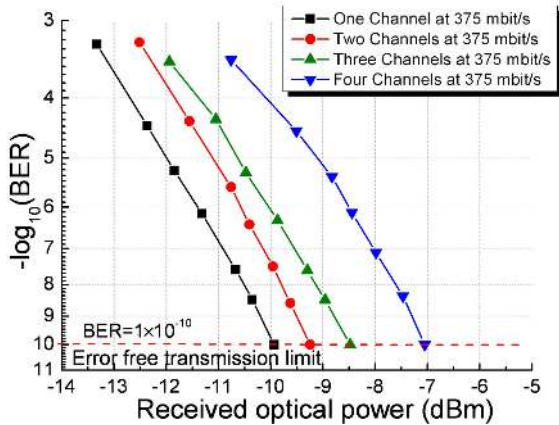 One Channel at 375 mbit/s
Two Channels at 375 mbit/s
Three Channels at 375 mbit/s
Four Channels at 375 mbit/s
-log10(BER)
3
4
5
6
7
8
9
10
11
BER=1×10^-10
Error free transmission limit
-14 -13 -12 -11 -10 -9 -8 -7 -6 -5
Received optical power (dBm)